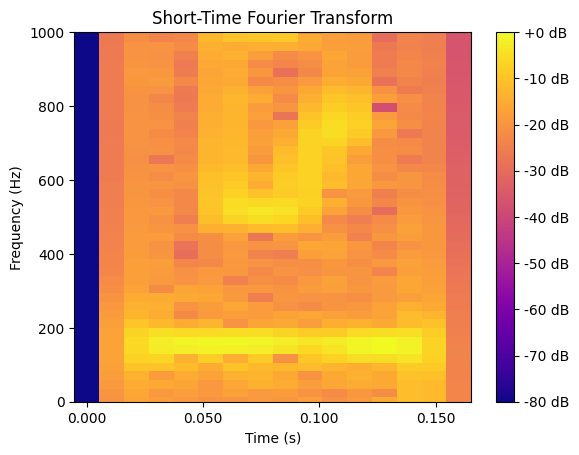 Short-Time Fourier Transform
1000
800
600
400
200
0
Frequency (Hz)
0.000
0.050
0.100
0.150
Time (s)
+0 dB
-10 dB
-20 dB
-30 dB
-40 dB
-50 dB
-60 dB
-70 dB
-80 dB